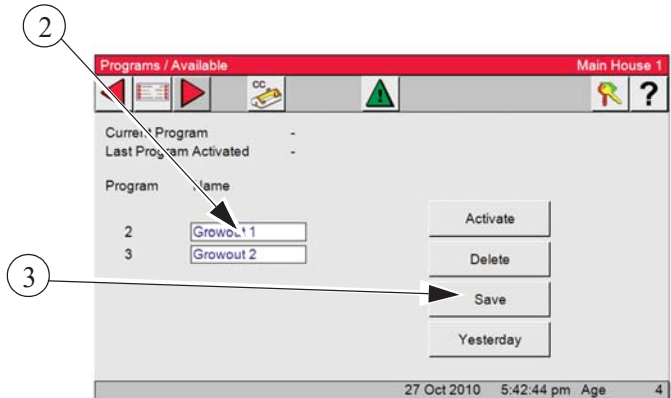 2
Programs / Available Main House 1
CC
?
Current Program -
Last Program Activated -
Program Name
2 Growout 1
3 Growout 2
Activate
Delete
3
Save
Yesterday
27 Oct 2010 5:42:44 pm Age 4